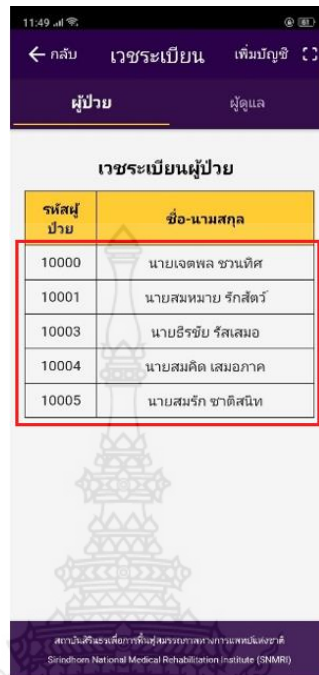 11:49
61
← กลับ เวชระเบียน เพิ่มบัญชี
ผู้ป่วย ผู้ดูแล
เวชระเบียนผู้ป่วย
รหัสผู้
ป่วย
ชื่อ-นามสกุล
10000 นายเจตพล ชวนทิศ
10001 นายสมหมาย รักสัตว์
10003 นายธีรชัย รัสเสมอ
10004 นายสมคิด เสมอภาค
10005 นายสมรัก ชาติสนิท
สถาบันสิรินธรเพื่อการฟื้นฟูสมรรถภาพทางการแพทย์แห่งชาติ
Sirindhorn National Medical Rehabilitation Institute (SNMRI)